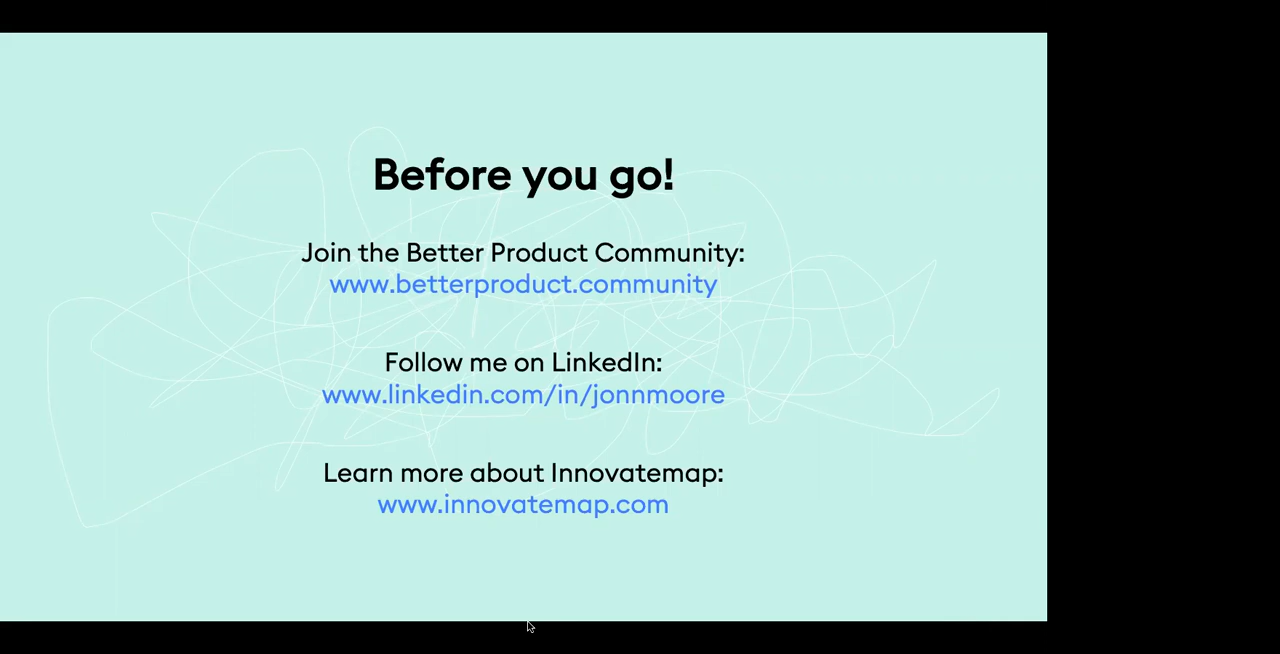 Before you go!
Join the Better Product Community:
www.betterproduct.community
Follow me on LinkedIn:
www.linkedin.com/in/jonnmoore
Learn more about Innovatemap:
www.innovatemap.com